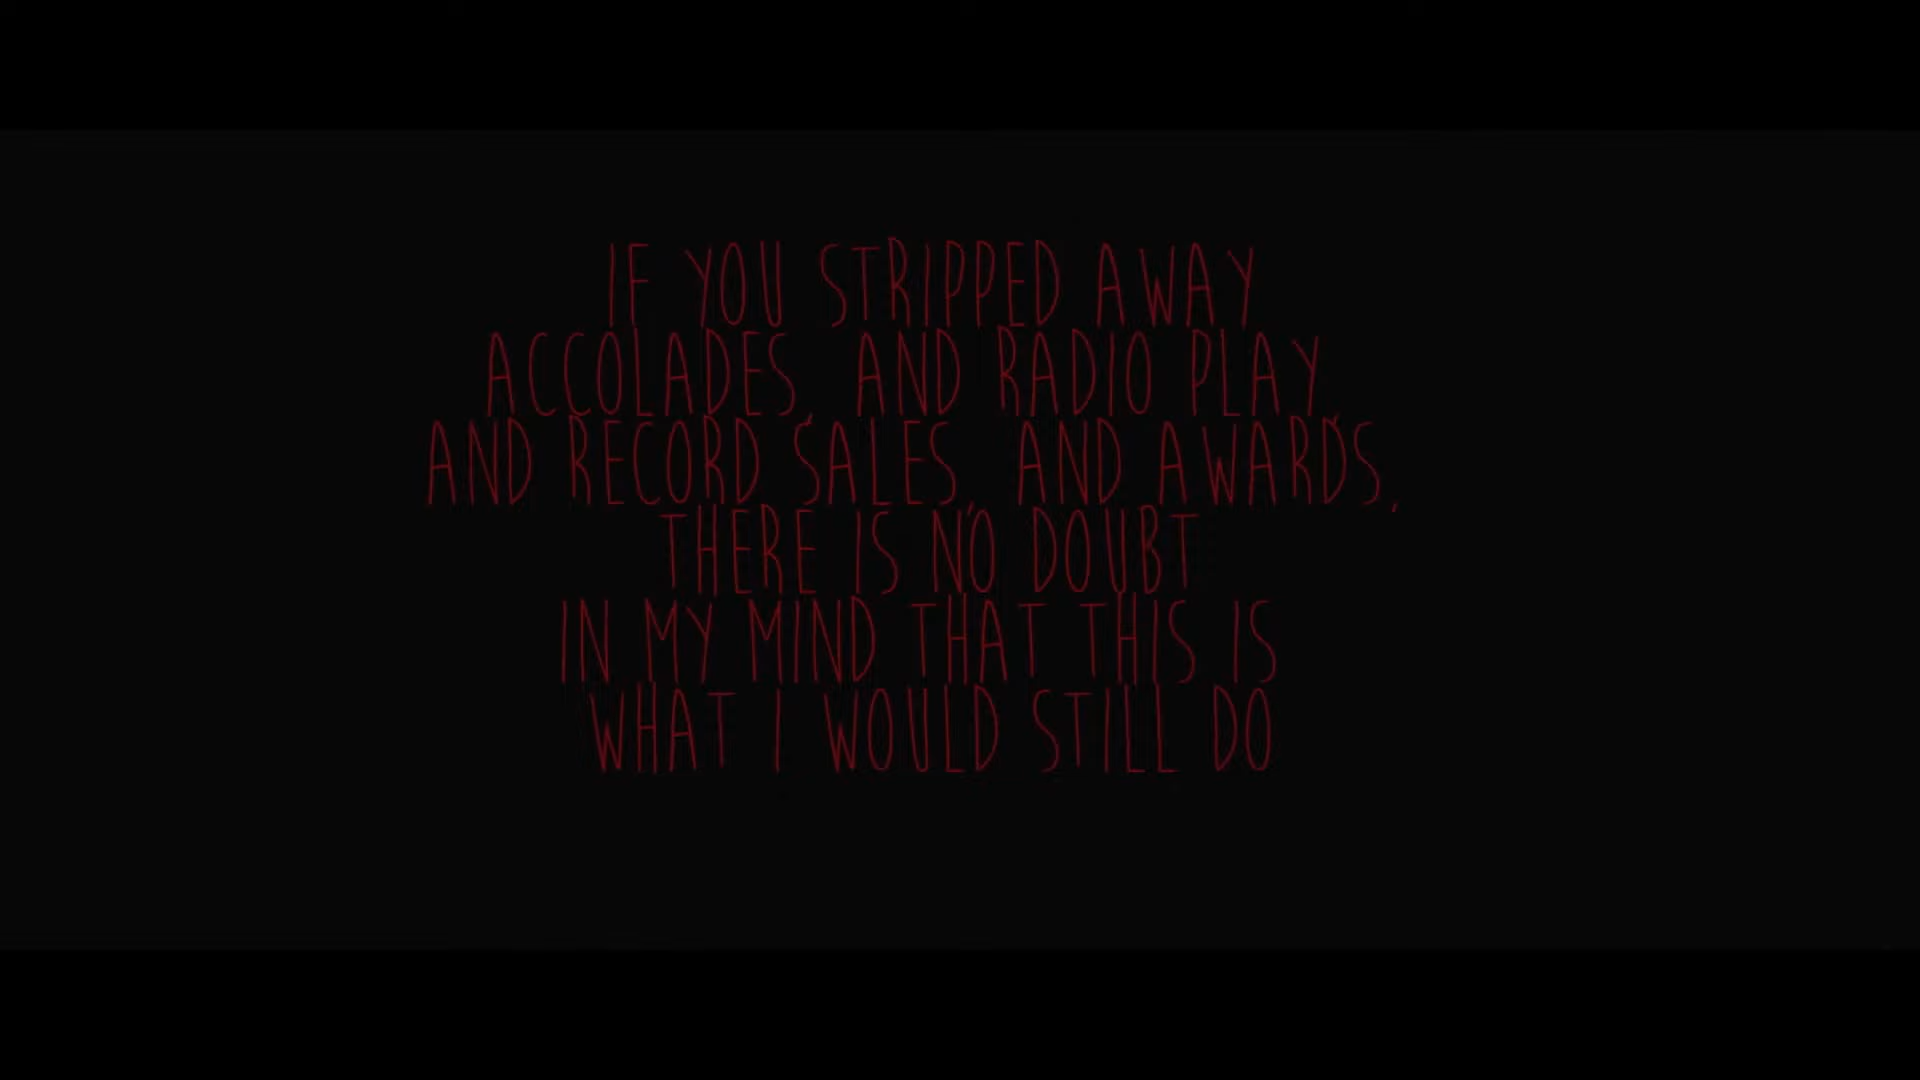 IF YOU STRIPPED AWAY
ACCOLADES, AND RADIO PLAY,
AND RECORD SALES, AND AWARDS,
THERE IS NO DOUBT
IN MY MIND THAT THIS IS
WHAT I WOULD STILL DO